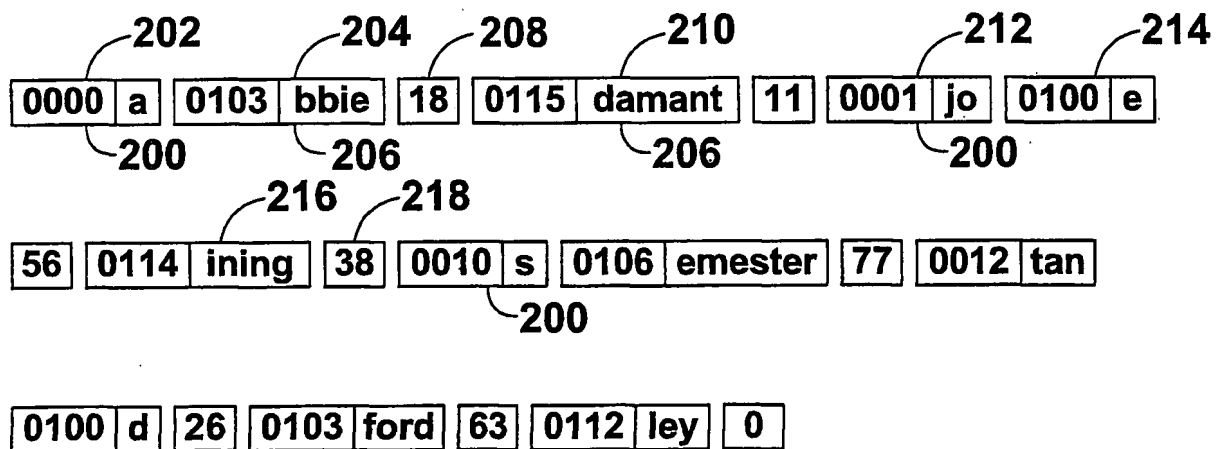 202 204 208 210 212 214
0000 a 0103 bbie 18 0115 damant 11 0001 jo 0100 e
200 206 206 200
216 218
56 0114 ining 38 0010 s 0106 emester 77 0012 tan
200
0100 d 26 0103 ford 63 0112 ley 0